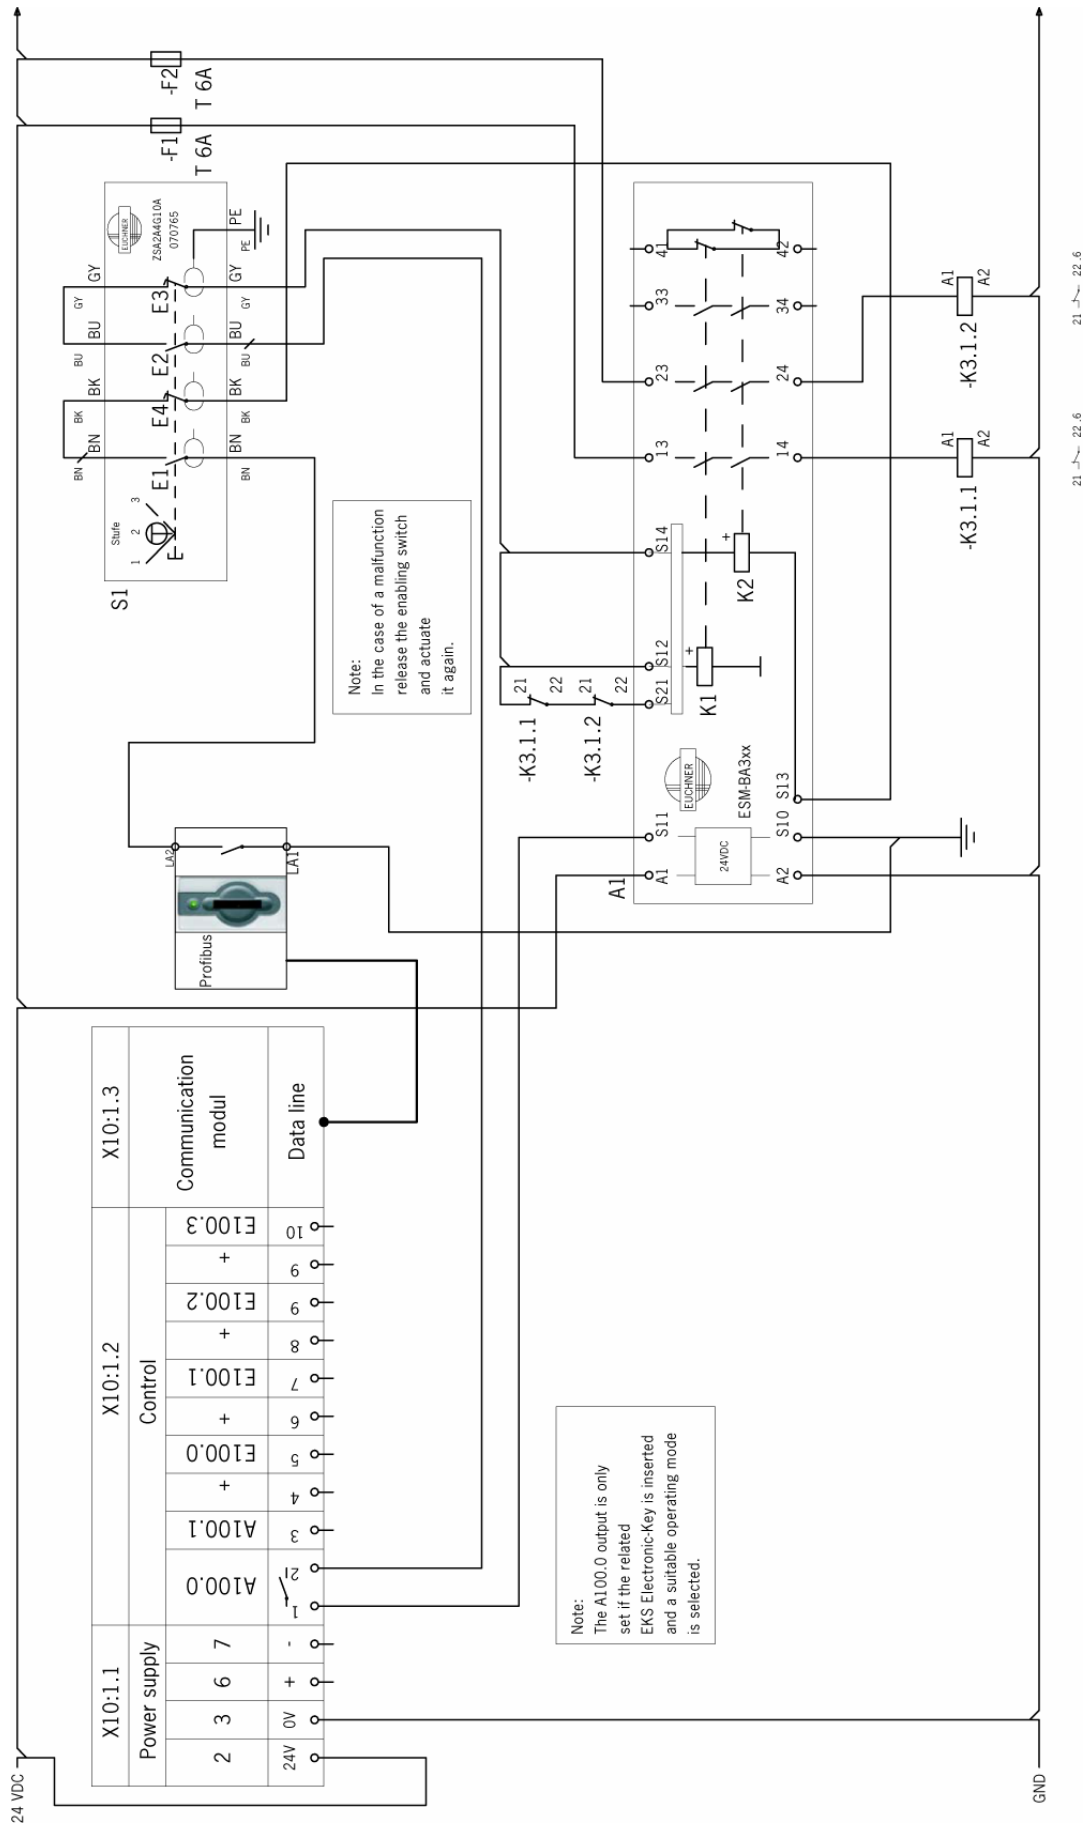 24 VDC
GND
X10:1.1
Power supply
2
3
6
7
24V
0V
+
-
X10:1.2
Control
A100.0
A100.1
+
E100.0
+
E100.1
+
E100.2
+
E100.3
1
2
3
4
5
6
7
8
9
9
10
X10:1.3
Communication
modul
Data line
Note:
The A100.0 output is only
set if the related
EKS Electronic-Key is inserted
and a suitable operating mode
is selected.
Profibus
LA2
LA1
S1
Stufe
1
2
3
E1
E4
E2
E3
BN
BN
BK
BK
BU
BU
GY
GY
BN
BN
BK
BK
BU
BU
GY
GY
PE
PE
EUCHNER
ZSA2A4G10A
070765
-F1
T 6A
-F2
T 6A
Note:
In the case of a malfunction
release the enabling switch
and actuate
it again.
-K3.1.1
21
22
-K3.1.2
21
22
A1
A1
S11
S21
S12
S14
13
23
33
41
24VDC
EUCHNER
ESM-BA3xx
K1
+
K2
+
A2
S10
S13
14
24
34
42
-K3.1.1
A1
A2
-K3.1.2
A1
A2
21
22 .6
21
22 .6